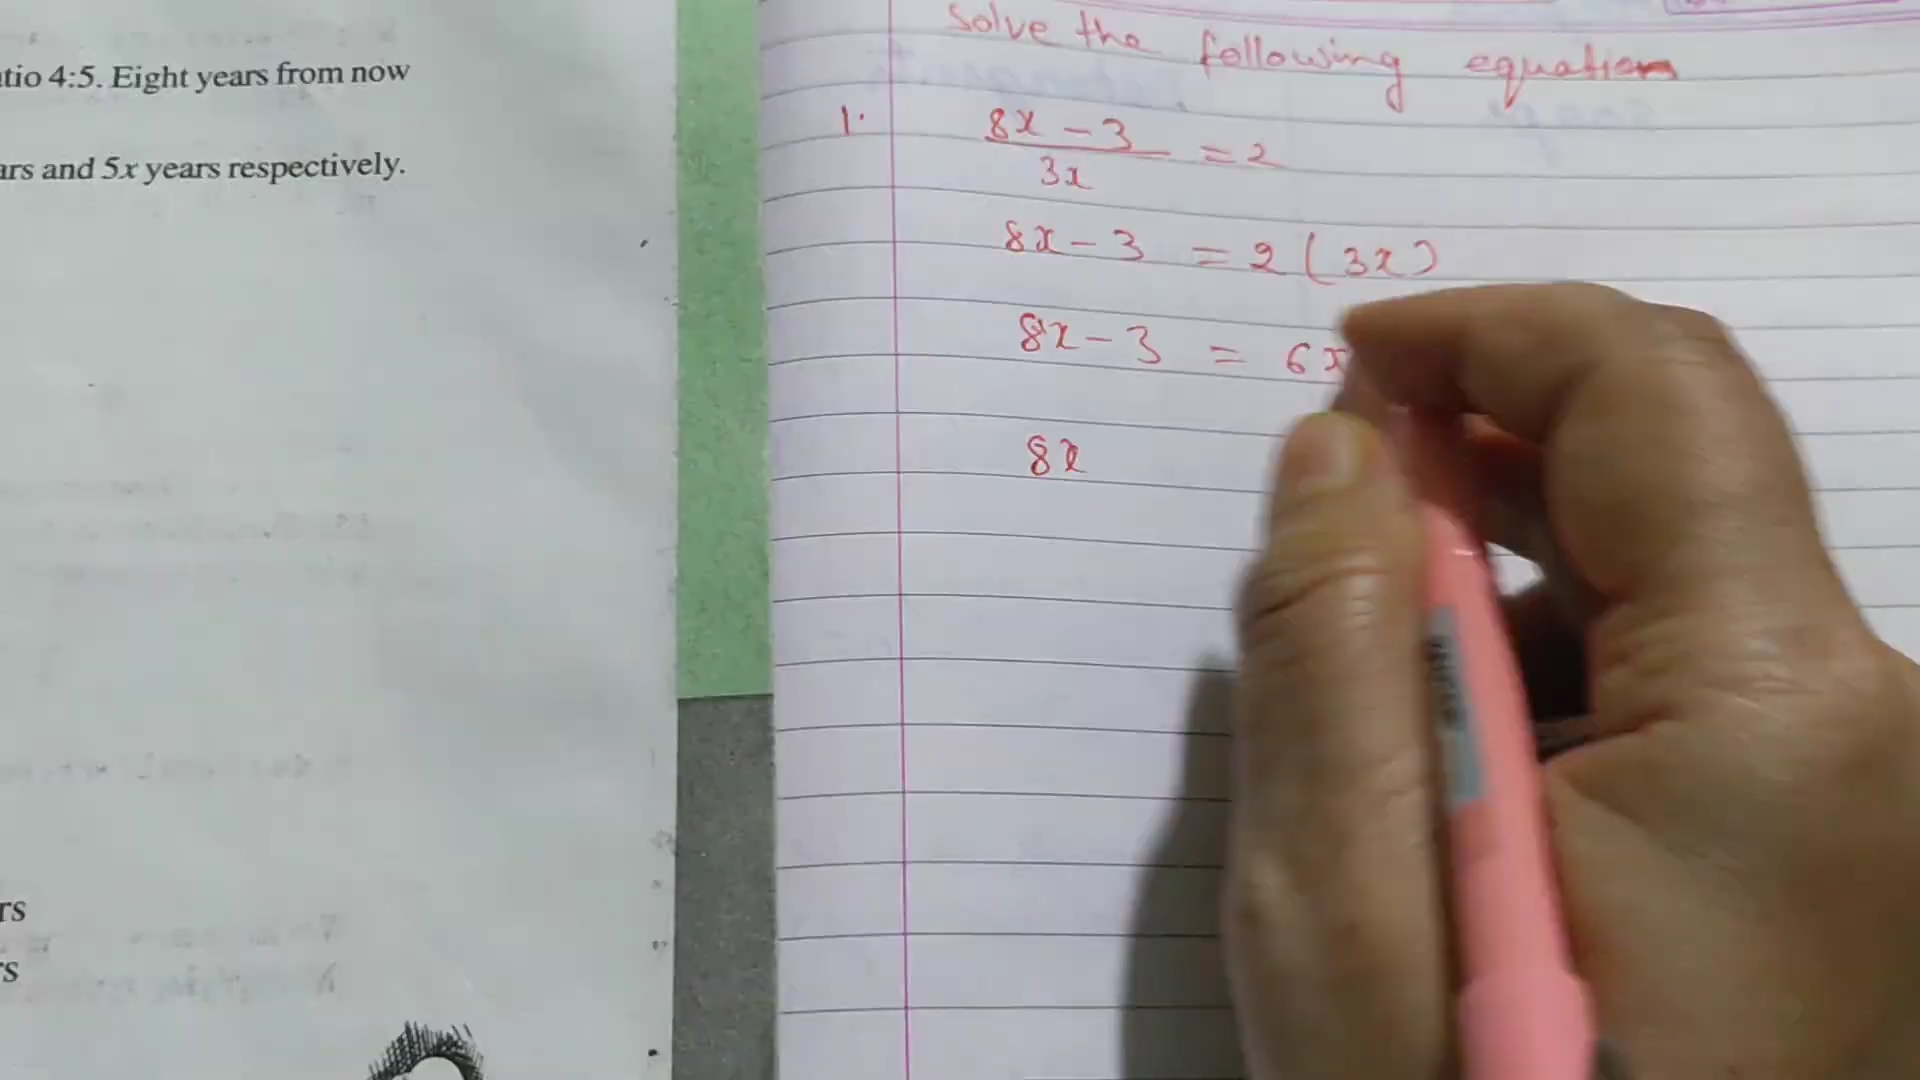 tio 4:5. Eight years from now
ars and 5x years respectively.
rs
rs
Solve the following equation
1. 8x - 3 / 3x = 2
8x - 3 = 2 (3x)
8x - 3 = 6x
8x